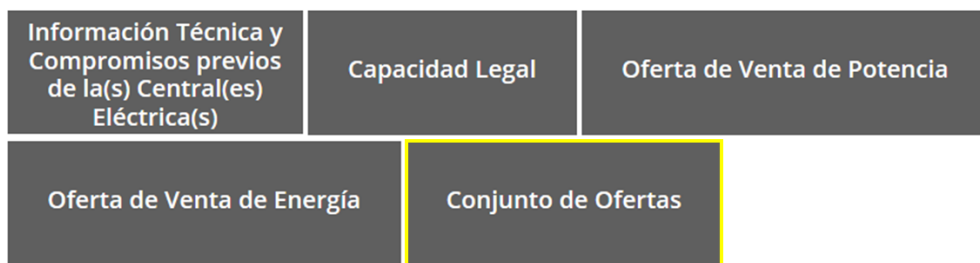 Información Técnica y
Compromisos previos
de la(s) Central(es)
Eléctrica(s)
Capacidad Legal
Oferta de Venta de Potencia
Oferta de Venta de Energía
Conjunto de Ofertas